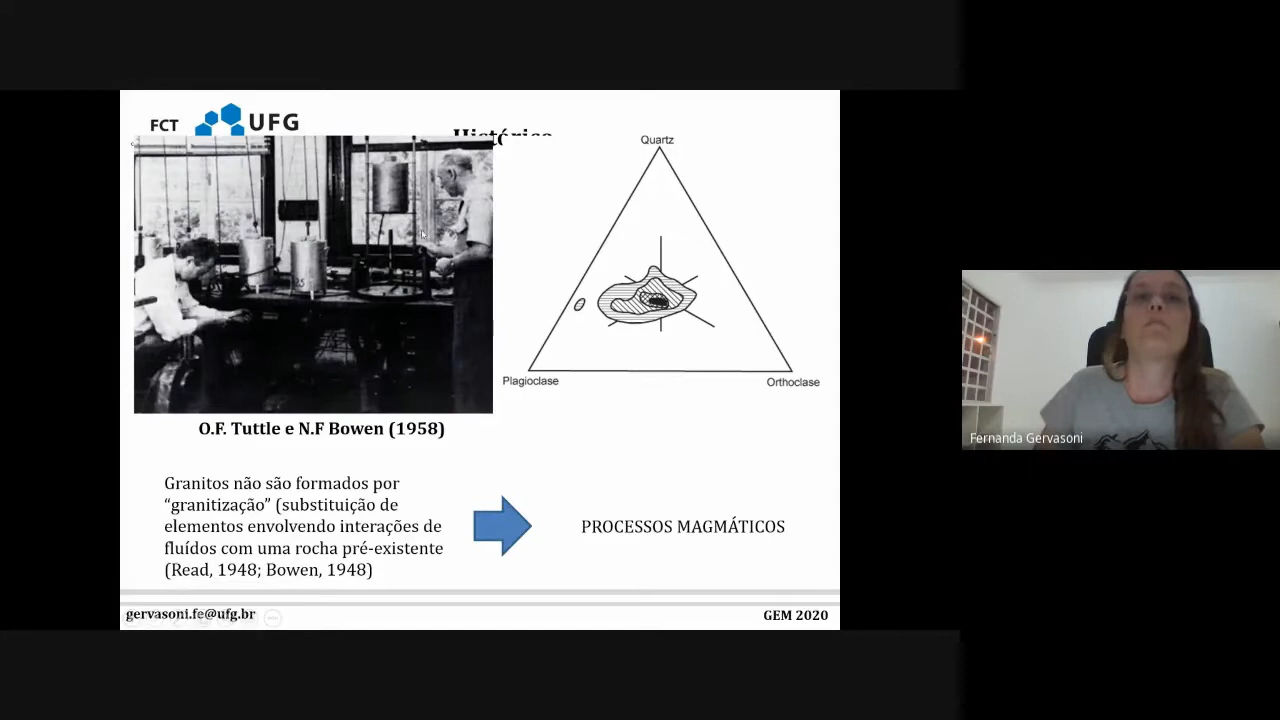 FCT UFG
Histórico
Quartz
Plagioclase
Orthoclase
O.F. Tuttle e N.F Bowen (1958)
Granitos não são formados por
“granitização” (substituição de
elementos envolvendo interações de
fluídos com uma rocha pré-existente
(Read, 1948; Bowen, 1948)
PROCESSOS MAGMÁTICOS
gervasoni.fe@ufg.br
GEM 2020
Fernanda Gervasoni